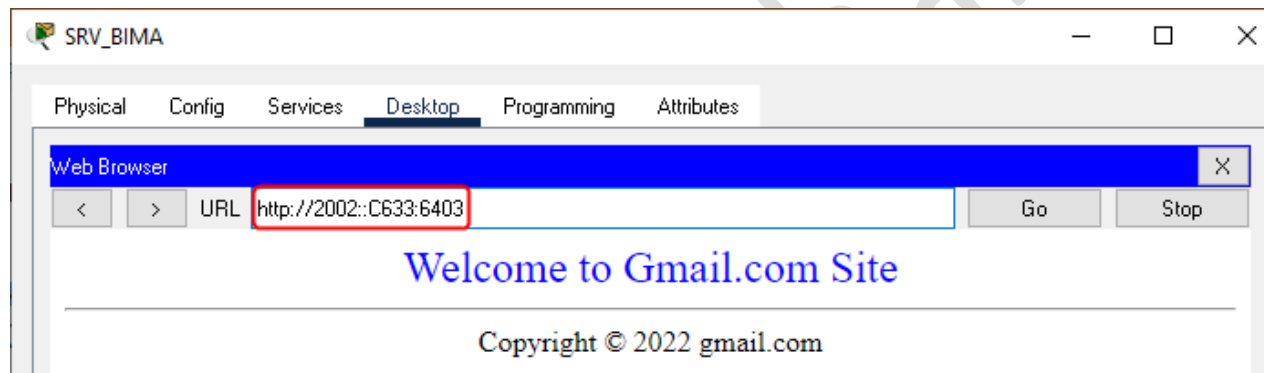 SRV_BIMA
Physical Config Services Desktop Programming Attributes
Web Browser X
< > URL http://2002::C633:6403 Go Stop
Welcome to Gmail.com Site
Copyright © 2022 gmail.com